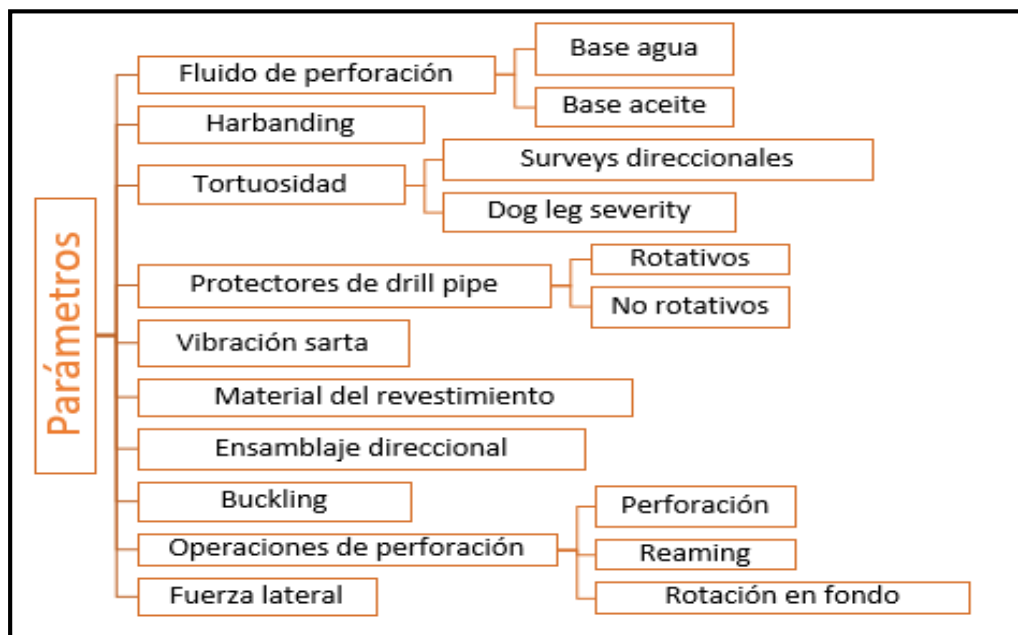 Parámetros
Fluido de perforación
Base agua
Base aceite
Harbanding
Tortuosidad
Surveys direccionales
Dog leg severity
Protectores de drill pipe
Rotativos
No rotativos
Vibración sarta
Material del revestimiento
Ensamblaje direccional
Buckling
Operaciones de perforación
Perforación
Reaming
Rotación en fondo
Fuerza lateral